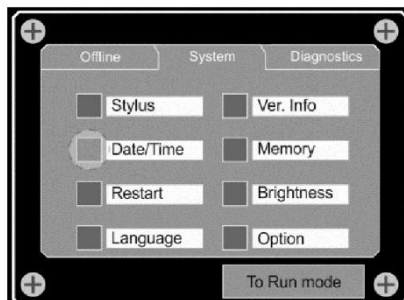 Offline System Diagnostics
Stylus Ver. Info
Date/Time Memory
Restart Brightness
Language Option
To Run mode